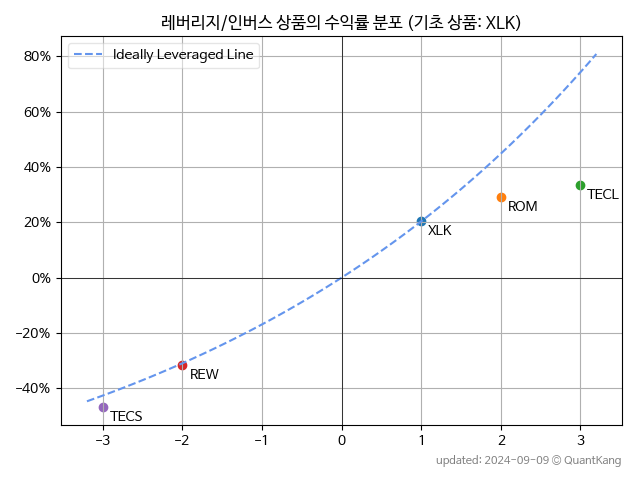 레버리지/인버스 상품의 수익률 분포 (기초 상품: XLK)
Ideally Leveraged Line
80%
60%
40%
20%
0%
−20%
−40%
XLK
ROM
TECL
REW
TECS
−3 −2 −1 0 1 2 3
updated: 2024-09-09 © QuantKang